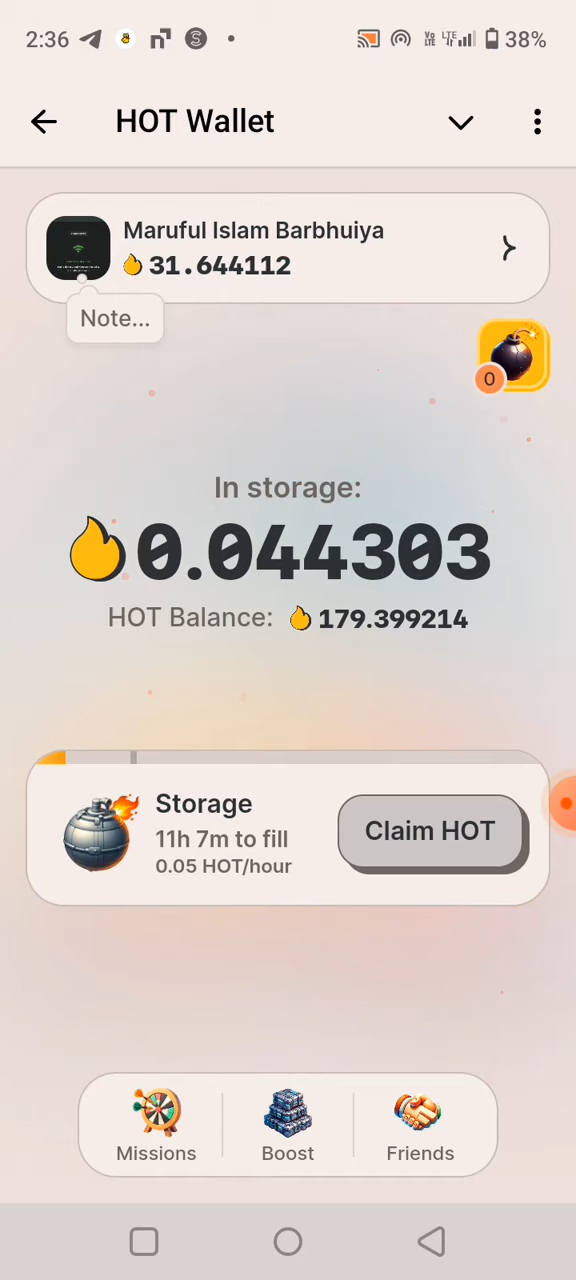 2:36 38%
HOT Wallet
Maruful Islam Barbhuiya
31.644112
Note...
0
In storage:
0.044303
HOT Balance: 179.399214
Storage
11h 7m to fill
0.05 HOT/hour
Claim HOT
Missions Boost Friends